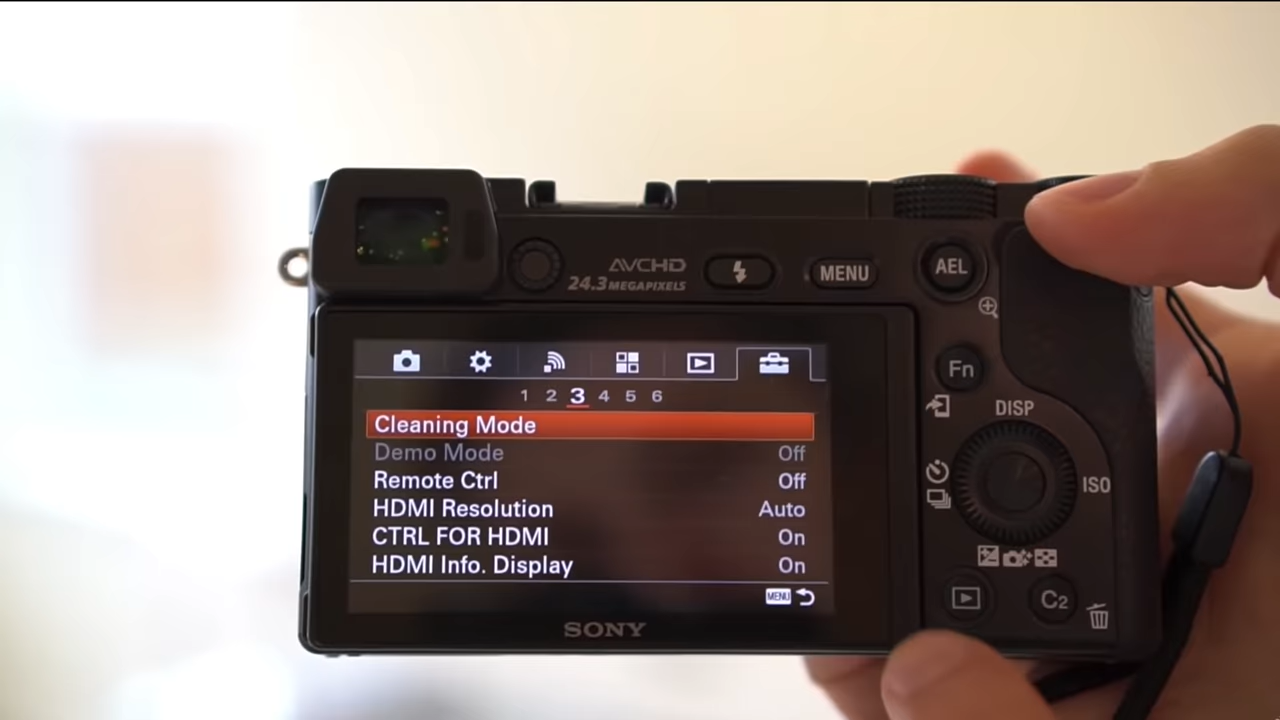 AVCHD
24.3 MEGAPIXELS
MENU
AEL
Fn
DISP
ISO
C2
1 2 3 4 5 6
Cleaning Mode
Demo Mode Off
Remote Ctrl Off
HDMI Resolution Auto
CTRL FOR HDMI On
HDMI Info. Display On
MENU
SONY